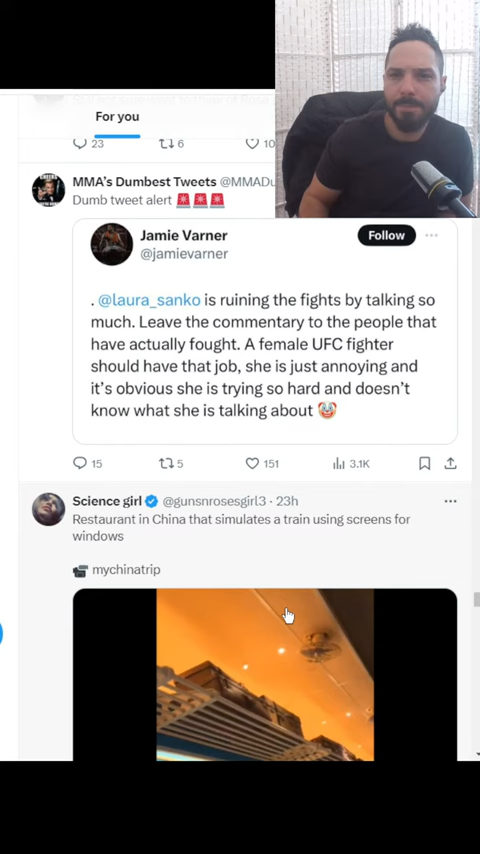 For you
23
6
10
MMA's Dumbest Tweets @MMADu
Dumb tweet alert 🚨🚨🚨
Jamie Varner
Follow
@jamievarner
. @laura_sanko is ruining the fights by talking so
much. Leave the commentary to the people that
have actually fought. A female UFC fighter
should have that job, she is just annoying and
it's obvious she is trying so hard and doesn't
know what she is talking about 🤡
15
5
151
3.1K
Science girl @gunsnrosesgirl3 · 23h
Restaurant in China that simulates a train using screens for
windows
📹 mychinatrip